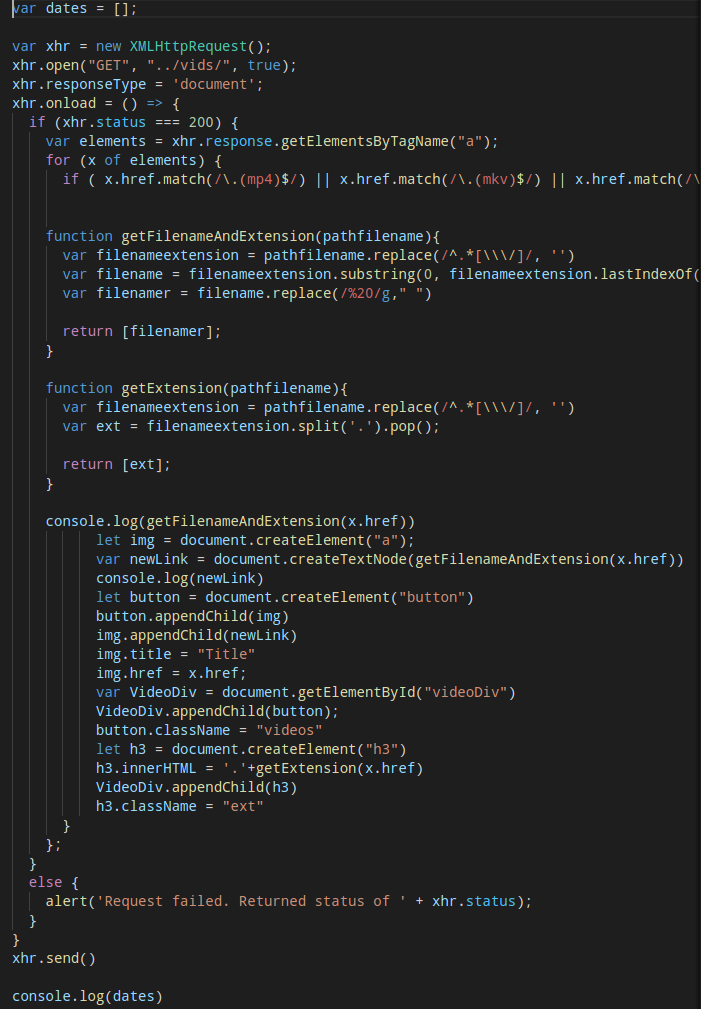 var dates = [];
var xhr = new XMLHttpRequest();
xhr.open("GET", "../vids/", true);
xhr.responseType = 'document';
xhr.onload = () => {
if (xhr.status === 200) {
var elements = xhr.response.getElementsByTagName("a");
for (x of elements) {
if ( x.href.match(/\.(mp4)$/) || x.href.match(/\.(mkv)$/) || x.href.match(/\
function getFilenameAndExtension(pathfilename){
var filenameextension = pathfilename.replace(/^.*[\\\/]/, '')
var filename = filenameextension.substring(0, filenameextension.lastIndexOf(
var filenamer = filename.replace(/%20/g," ")
return [filenamer];
}
function getExtension(pathfilename){
var filenameextension = pathfilename.replace(/^.*[\\\/]/, '')
var ext = filenameextension.split('.').pop();
return [ext];
}
console.log(getFilenameAndExtension(x.href))
let img = document.createElement("a");
var newLink = document.createTextNode(getFilenameAndExtension(x.href))
console.log(newLink)
let button = document.createElement("button")
button.appendChild(img)
img.appendChild(newLink)
img.title = "Title"
img.href = x.href;
var VideoDiv = document.getElementById("videoDiv")
VideoDiv.appendChild(button);
button.className = "videos"
let h3 = document.createElement("h3")
h3.innerHTML = '.'+getExtension(x.href)
VideoDiv.appendChild(h3)
h3.className = "ext"
}
};
}
else {
alert('Request failed. Returned status of ' + xhr.status);
}
}
xhr.send()
console.log(dates)